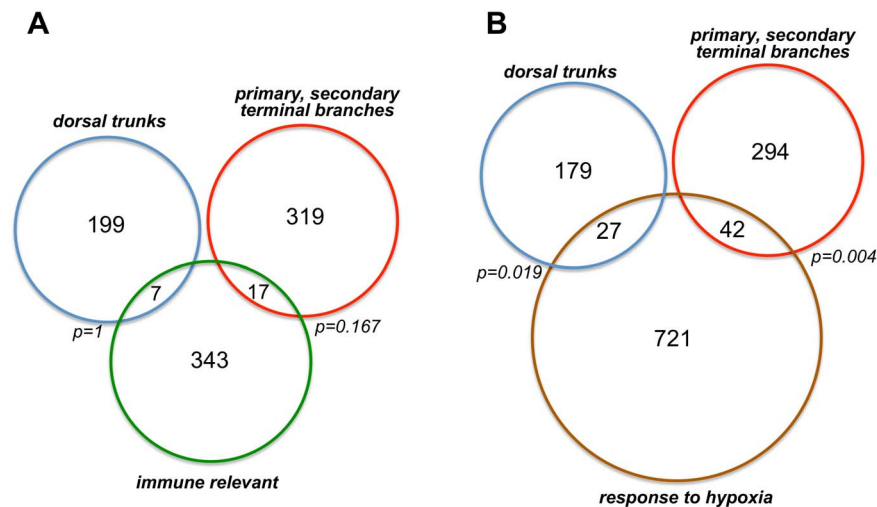 A
primary, secondary
terminal branches
dorsal trunks
199
319
7
17
p=1
p=0.167
343
immune relevant
B
primary, secondary
terminal branches
dorsal trunks
179
294
27
42
p=0.019
p=0.004
721
response to hypoxia